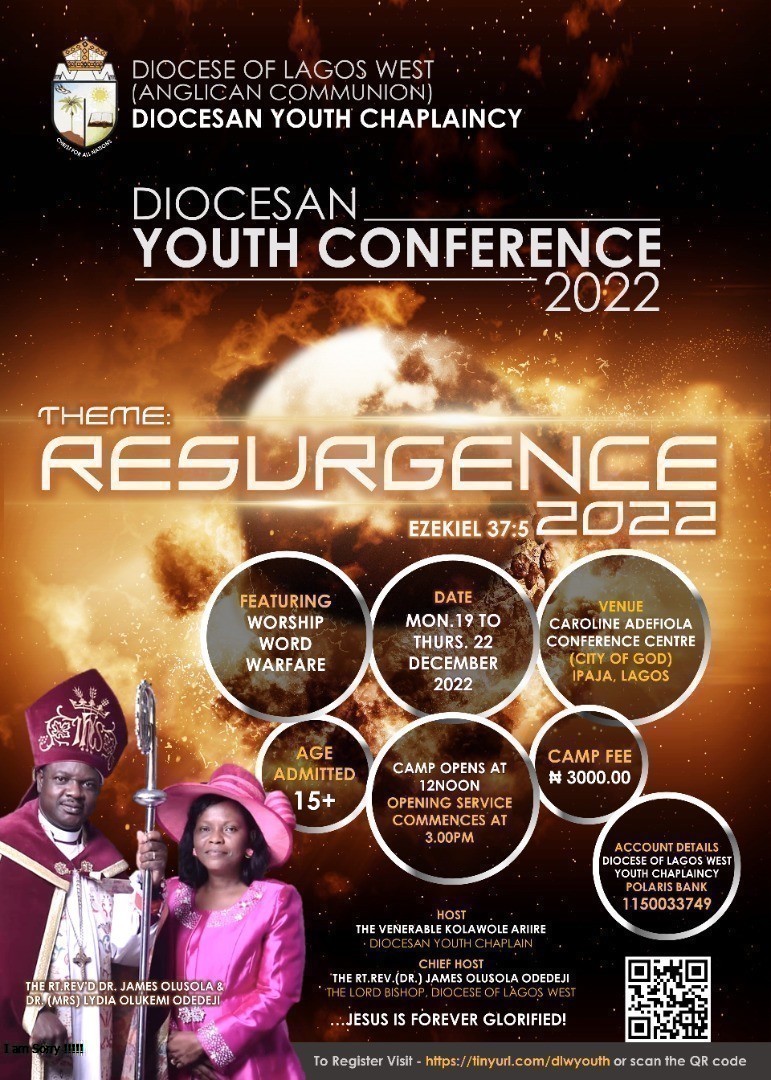 DIOCESE OF LAGOS WEST
(ANGLICAN COMMUNION)
DIOCESAN YOUTH CHAPLAINCY
CHRIST FOR ALL NATIONS
DIOCESAN
YOUTH CONFERENCE
2022
THEME:
RESURGENCE
EZEKIEL 37:5 2022
FEATURING
WORSHIP
WORD
WARFARE
DATE
MON.19 TO
THURS. 22
DECEMBER
2022
VENUE
CAROLINE ADEFIOLA
CONFERENCE CENTRE
(CITY OF GOD)
IPAJA, LAGOS
AGE
ADMITTED
15+
CAMP OPENS AT
12NOON
OPENING SERVICE
COMMENCES AT
3.00PM
CAMP FEE
₦ 3000.00
ACCOUNT DETAILS
DIOCESE OF LAGOS WEST
YOUTH CHAPLAINCY
POLARIS BANK
1150033749
HOST
THE VENERABLE KOLAWOLE ARIIRE
DIOCESAN YOUTH CHAPLAIN
CHIEF HOST
THE RT.REV.(DR.) JAMES OLUSOLA ODEDEJI
THE LORD BISHOP, DIOCESE OF LAGOS WEST
...JESUS IS FOREVER GLORIFIED!
THE RT.REV'D DR. JAMES OLUSOLA &
DR. (MRS) LYDIA OLUKEMI ODEDEJI
I am Sorry !!!!!
To Register Visit - https://tinyurl.com/dlwyouth or scan the QR code